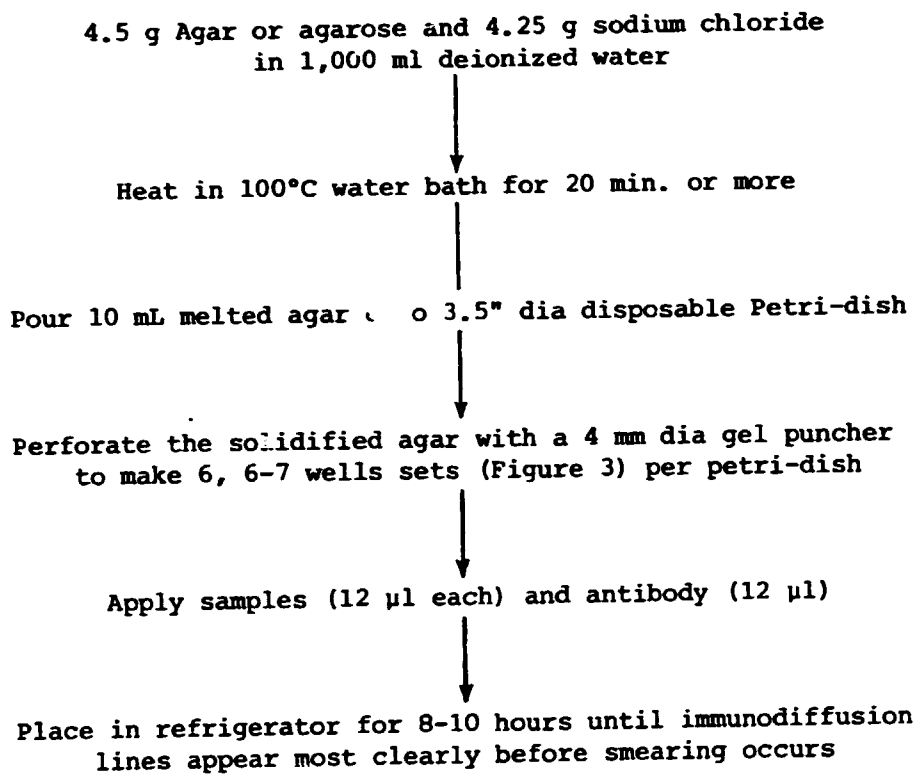 4.5 g Agar or agarose and 4.25 g sodium chloride
in 1,000 ml deionized water
Heat in 100°C water bath for 20 min. or more
Pour 10 mL melted agar o 3.5" dia disposable Petri-dish
Perforate the solidified agar with a 4 mm dia gel puncher
to make 6, 6-7 wells sets (Figure 3) per petri-dish
Apply samples (12 µl each) and antibody (12 µl)
Place in refrigerator for 8-10 hours until immunodiffusion
lines appear most clearly before smearing occurs